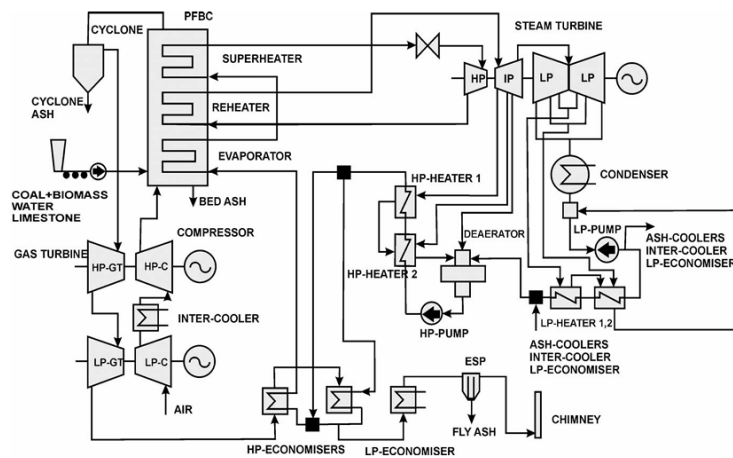 PFBC
CYCLONE
STEAM TURBINE
SUPERHEATER
HP
IP
LP
LP
CYCLONE
ASH
REHEATER
EVAPORATOR
HP-HEATER 1
CONDENSER
COAL+BIOMASS
WATER
LIMESTONE
BED ASH
LP-PUMP
ASH-COOLERS
INTER-COOLER
LP-ECONOMISER
COMPRESSOR
DEAERATOR
GAS TURBINE
HP-GT
HP-C
HP-HEATER 2
INTER-COOLER
HP-PUMP
LP-HEATER 1,2
ASH-COOLERS
INTER-COOLER
LP-ECONOMISER
LP-GT
LP-C
ESP
AIR
FLY ASH
CHIMNEY
HP-ECONOMISERS
LP-ECONOMISER